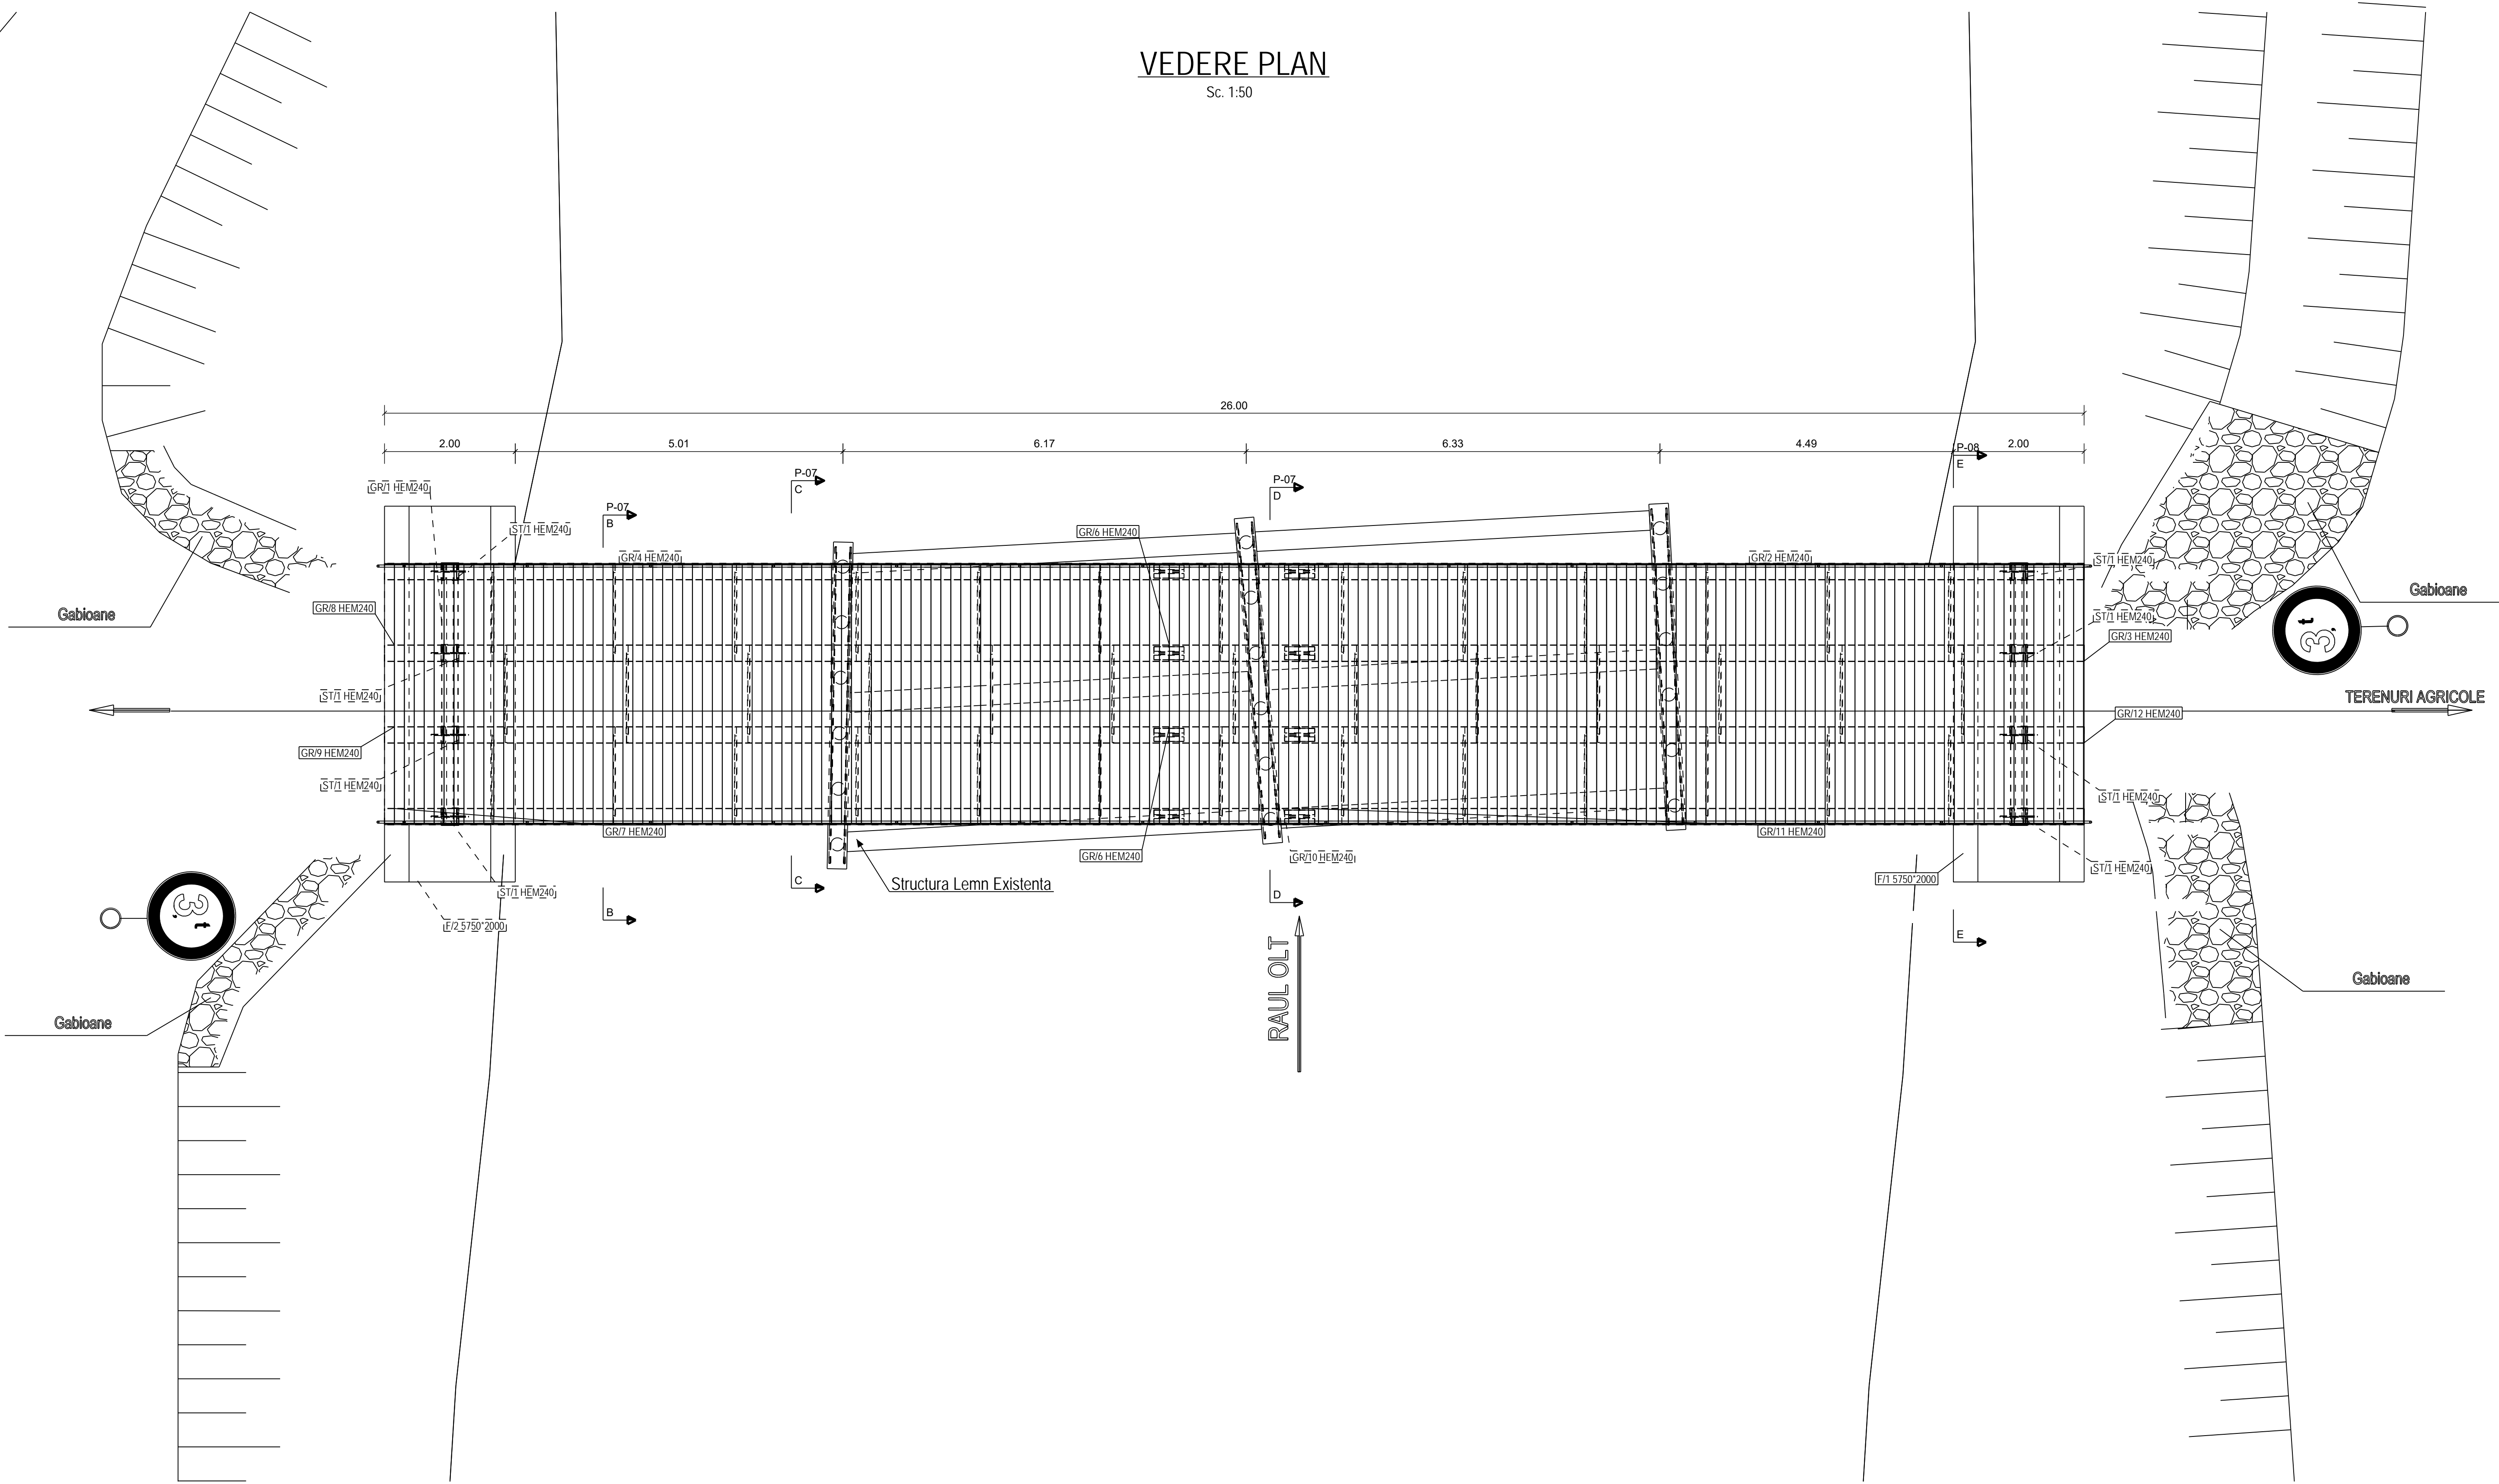 VEDERE PLAN
Sc. 1:50
26.00
2.00
5.01
6.17
6.33
4.49
2.00
P-07
B
P-07
C
P-07
D
P-08
E
GR/1 HEM240
ST/1 HEM240
GR/4 HEM240
GR/6 HEM240
GR/2 HEM240
ST/1 HEM240
Gabioane
GR/8 HEM240
Gabioane
ST/1 HEM240
3,t
GR/3 HEM240
ST/1 HEM240
TERENURI AGRICOLE
GR/12 HEM240
GR/9 HEM240
ST/1 HEM240
ST/1 HEM240
GR/7 HEM240
GR/11 HEM240
GR/6 HEM240
GR/10 HEM240
ST/1 HEM240
F/1 5750*2000
Structura Lemn Existenta
ST/1 HEM240
F/2 5750*2000
3,t
C
D
B
E
RAUL OLT
Gabioane
Gabioane